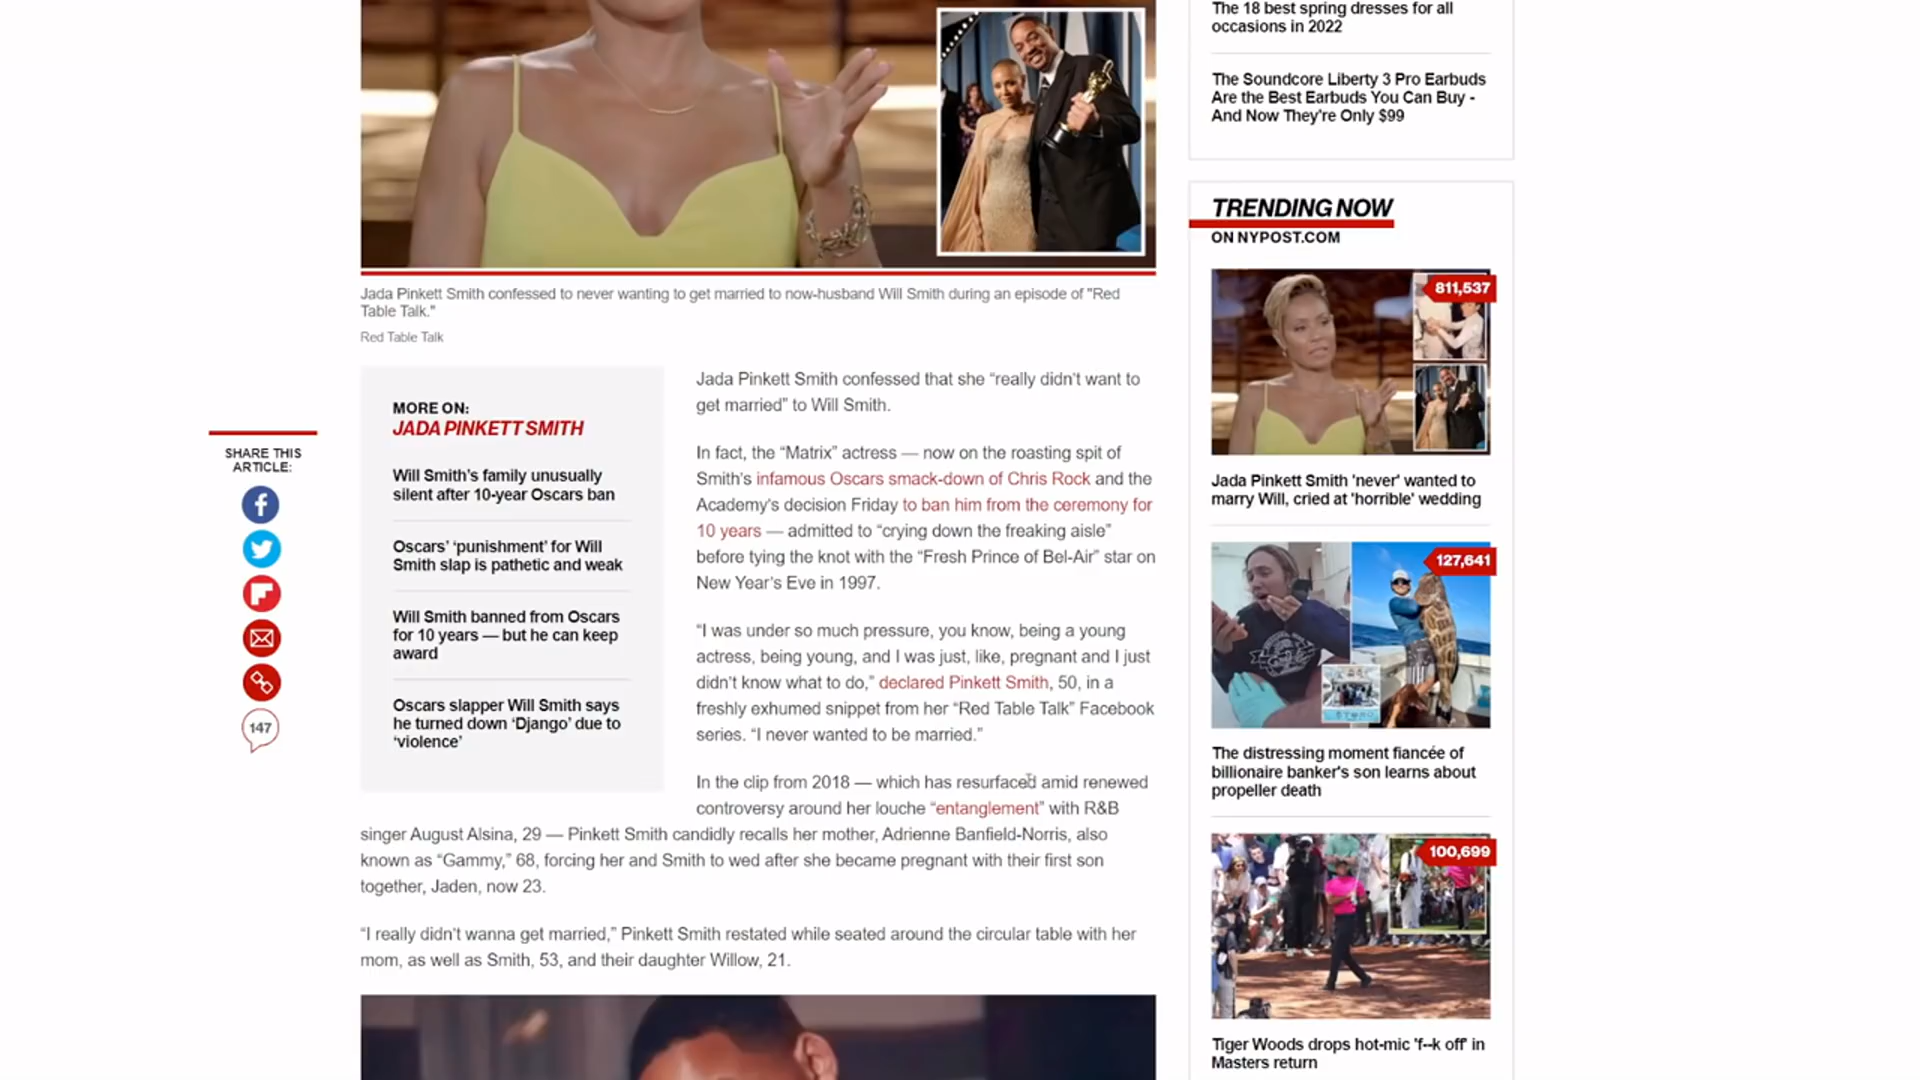 The 18 best spring dresses for all
occasions in 2022
The Soundcore Liberty 3 Pro Earbuds
Are the Best Earbuds You Can Buy -
And Now They're Only $99
Jada Pinkett Smith confessed to never wanting to get married to now-husband Will Smith during an episode of "Red
Table Talk."
Red Table Talk
SHARE THIS
ARTICLE:
147
MORE ON:
JADA PINKETT SMITH
Will Smith's family unusually
silent after 10-year Oscars ban
Oscars' 'punishment' for Will
Smith slap is pathetic and weak
Will Smith banned from Oscars
for 10 years — but he can keep
award
Oscars slapper Will Smith says
he turned down 'Django' due to
'violence'
Jada Pinkett Smith confessed that she “really didn't want to
get married” to Will Smith.
In fact, the “Matrix” actress — now on the roasting spit of
Smith's infamous Oscars smack-down of Chris Rock and the
Academy's decision Friday to ban him from the ceremony for
10 years — admitted to “crying down the freaking aisle”
before tying the knot with the “Fresh Prince of Bel-Air” star on
New Year's Eve in 1997.
“I was under so much pressure, you know, being a young
actress, being young, and I was just, like, pregnant and I just
didn't know what to do,” declared Pinkett Smith, 50, in a
freshly exhumed snippet from her “Red Table Talk” Facebook
series. “I never wanted to be married.”
In the clip from 2018 — which has resurfaced amid renewed
controversy around her louche “entanglement” with R&B
singer August Alsina, 29 — Pinkett Smith candidly recalls her mother, Adrienne Banfield-Norris, also
known as “Gammy,” 68, forcing her and Smith to wed after she became pregnant with their first son
together, Jaden, now 23.
“I really didn't wanna get married,” Pinkett Smith restated while seated around the circular table with her
mom, as well as Smith, 53, and their daughter Willow, 21.
TRENDING NOW
ON NYPOST.COM
811,537
Jada Pinkett Smith 'never' wanted to
marry Will, cried at 'horrible' wedding
127,641
The distressing moment fiancée of
billionaire banker's son learns about
propeller death
100,699
Tiger Woods drops hot-mic 'f--k off' in
Masters return